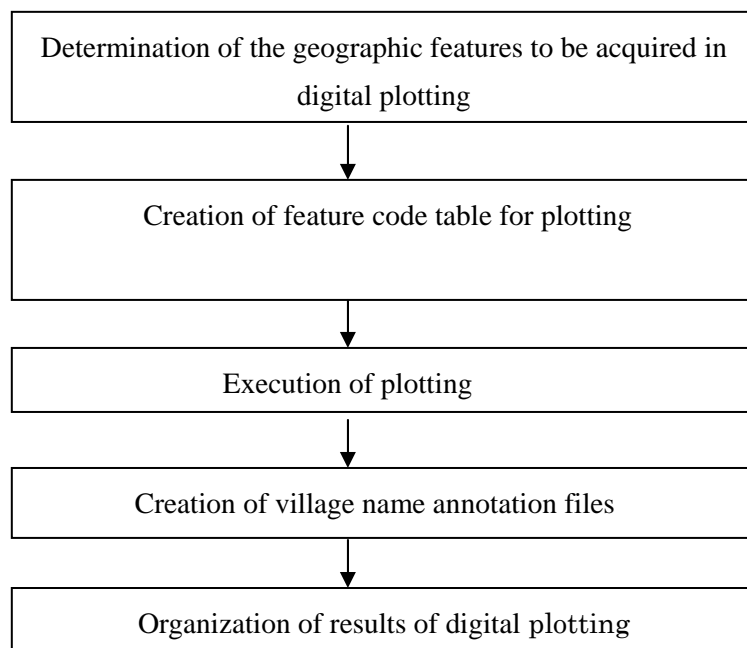 Determination of the geographic features to be acquired in
digital plotting
Creation of feature code table for plotting
Execution of plotting
Creation of village name annotation files
Organization of results of digital plotting